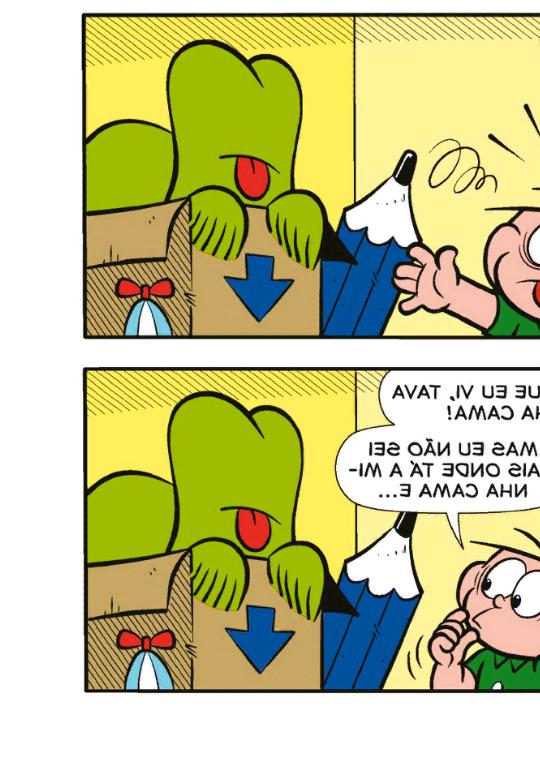 UE EU VI, TAVA
HA CAMA!
MAS EU NÃO SEI
AIS ONDE TÁ A MI-
NHA CAMA E...